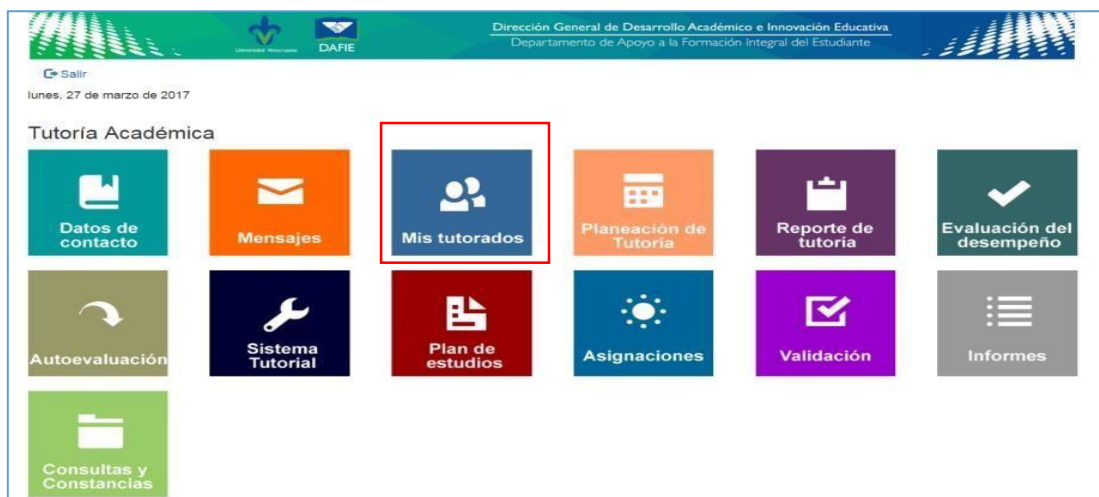 Dirección General de Desarrollo Académico e Innovación Educativa
Departamento de Apoyo a la Formación Integral del Estudiante
Universidad Veracruzana
DAFIE
Salir
lunes, 27 de marzo de 2017
Tutoría Académica
Datos de
contacto
Mensajes
Mis tutorados
Planeación de
Tutoría
Reporte de
tutoría
Evaluación del
desempeño
Autoevaluación
Sistema
Tutorial
Plan de
estudios
Asignaciones
Validación
Informes
Consultas y
Constancias